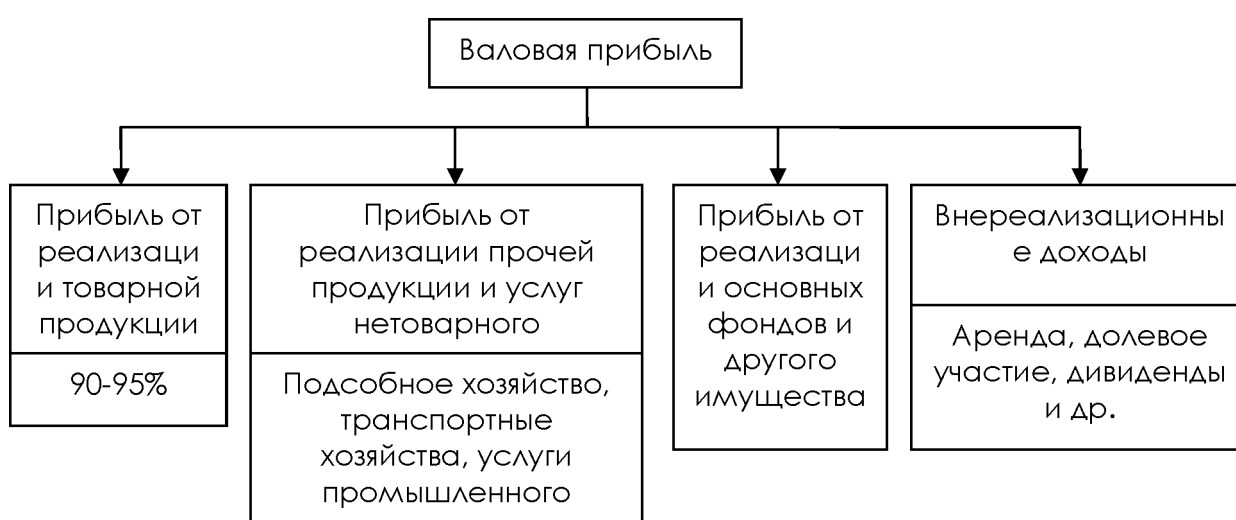 Валовая прибыль
Прибыль от
реализаци
и товарной
продукции
90-95%
Прибыль от
реализации прочей
продукции и услуг
нетоварного
Подсобное хозяйство,
транспортные
хозяйства, услуги
промышленного
Прибыль от
реализаци
и основных
фондов и
другого
имущества
Внереализационны
е доходы
Аренда, долевое
участие, дивиденды
и др.